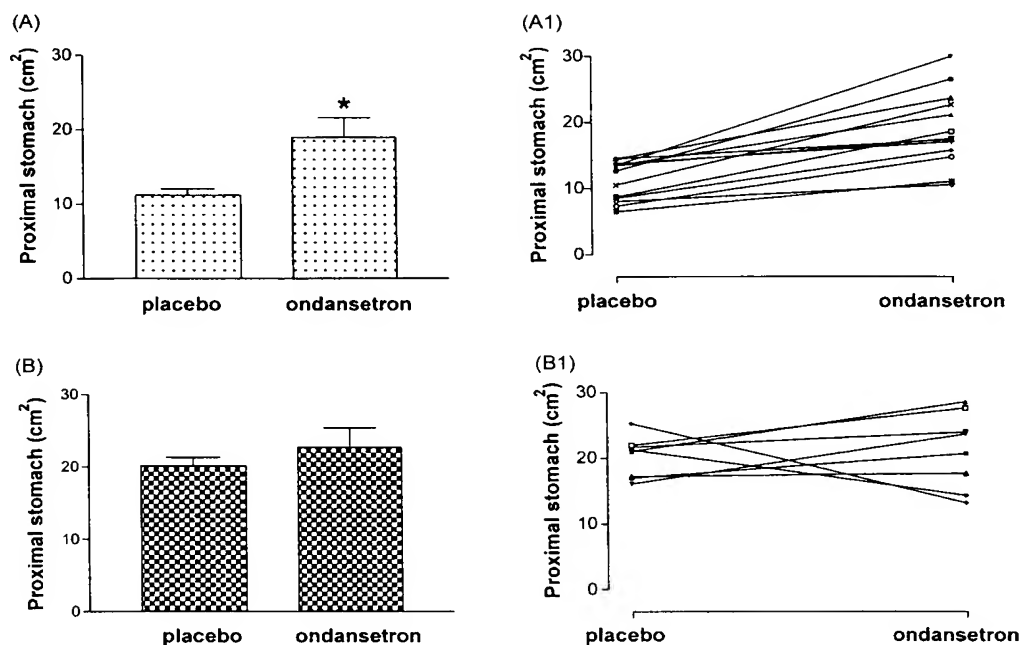 (A)
Proximal stomach (cm²)
30
20
10
0
*
placebo ondansetron
(A1)
Proximal stomach (cm²)
30
20
10
0
placebo ondansetron
(B)
Proximal stomach (cm²)
30
20
10
0
placebo ondansetron
(B1)
Proximal stomach (cm²)
30
20
10
0
placebo ondansetron